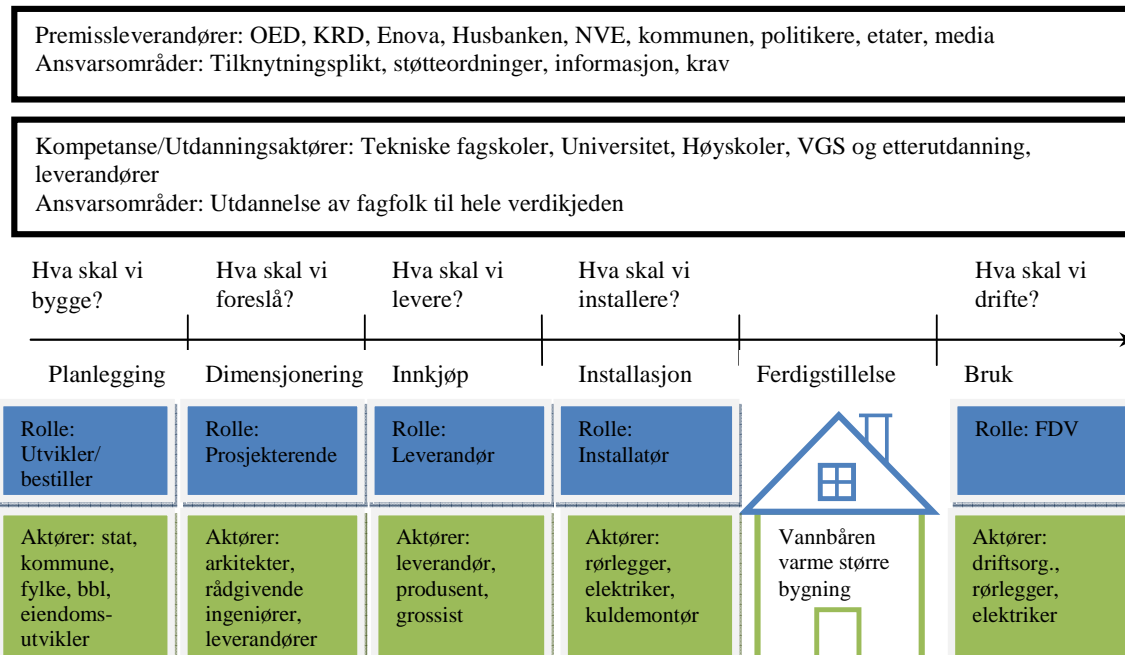 Premissleverandører: OED, KRD, Enova, Husbanken, NVE, kommunen, politikere, etater, media
Ansvarsområder: Tilknytningsplikt, støtteordninger, informasjon, krav
Kompetanse/Utdanningsaktører: Tekniske fagskoler, Universitet, Høyskoler, VGS og etterutdanning,
leverandører
Ansvarsområder: Utdannelse av fagfolk til hele verdikjeden
Hva skal vi
bygge?
Hva skal vi
foreslå?
Hva skal vi
levere?
Hva skal vi
installere?
Hva skal vi
drifte?
Planlegging
Dimensjonering
Innkjøp
Installasjon
Ferdigstillelse
Bruk
Rolle:
Utvikler/
bestiller
Rolle:
Prosjekterende
Rolle:
Leverandør
Rolle:
Installatør
Rolle: FDV
Aktører: stat,
kommune,
fylke, bbl,
eiendoms-
utvikler
Aktører:
arkitekter,
rådgivende
ingeniører,
leverandører
Aktører:
leverandør,
produsent,
grossist
Aktører:
rørlegger,
elektriker,
kuldemontør
Vannbåren
varme større
bygning
Aktører:
driftsorg.,
rørlegger,
elektriker